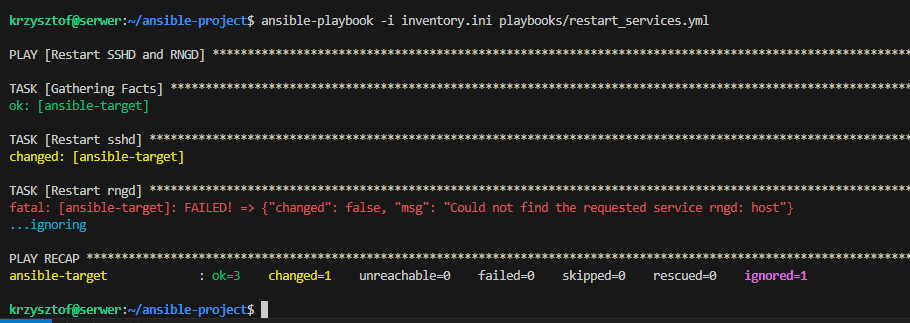 krzysztof@serwer:~/ansible-project$ ansible-playbook -i inventory.ini playbooks/restart_services.yml
PLAY [Restart SSHD and RNGD] ****************************************************************************************************
TASK [Gathering Facts] **********************************************************************************************************
ok: [ansible-target]
TASK [Restart sshd] *************************************************************************************************************
changed: [ansible-target]
TASK [Restart rngd] *************************************************************************************************************
fatal: [ansible-target]: FAILED! => {"changed": false, "msg": "Could not find the requested service rngd: host"}
...ignoring
PLAY RECAP **********************************************************************************************************************
ansible-target : ok=3 changed=1 unreachable=0 failed=0 skipped=0 rescued=0 ignored=1
krzysztof@serwer:~/ansible-project$